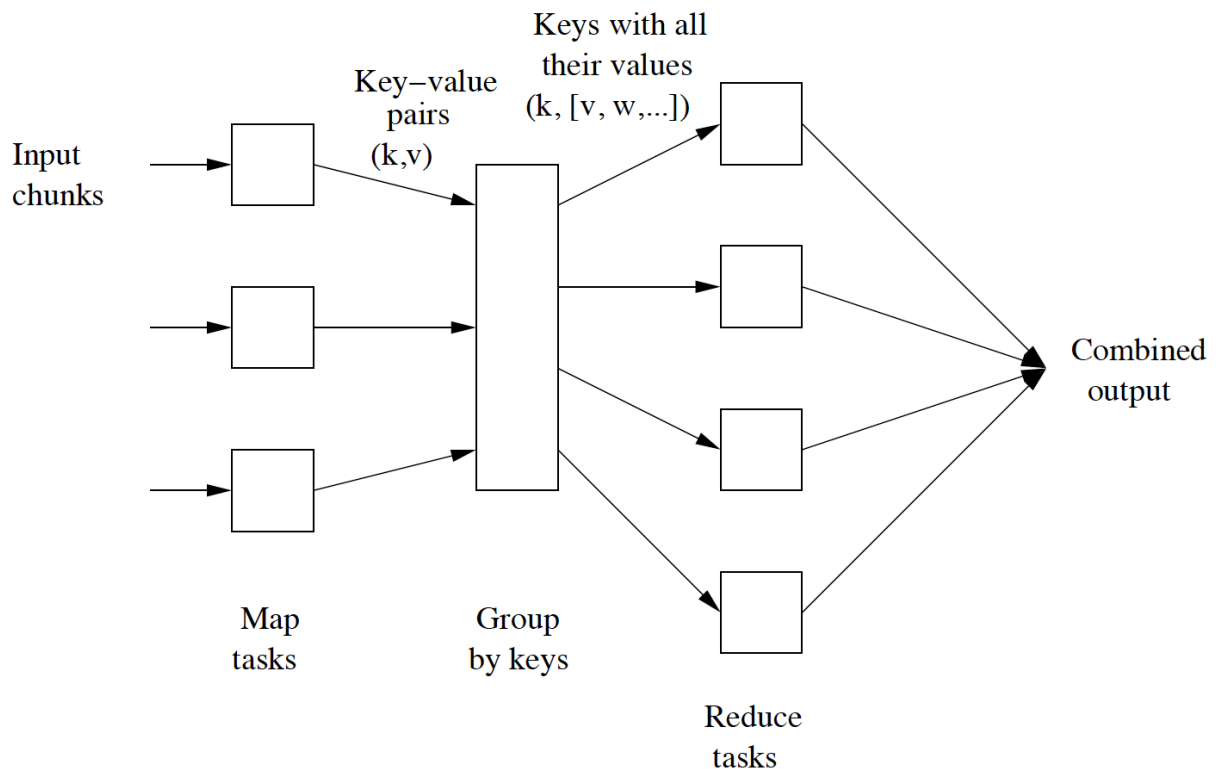 Input
chunks
Key−value
pairs
(k,v)
Keys with all
their values
(k, [v, w,...])
Combined
output
Map
tasks
Group
by keys
Reduce
tasks